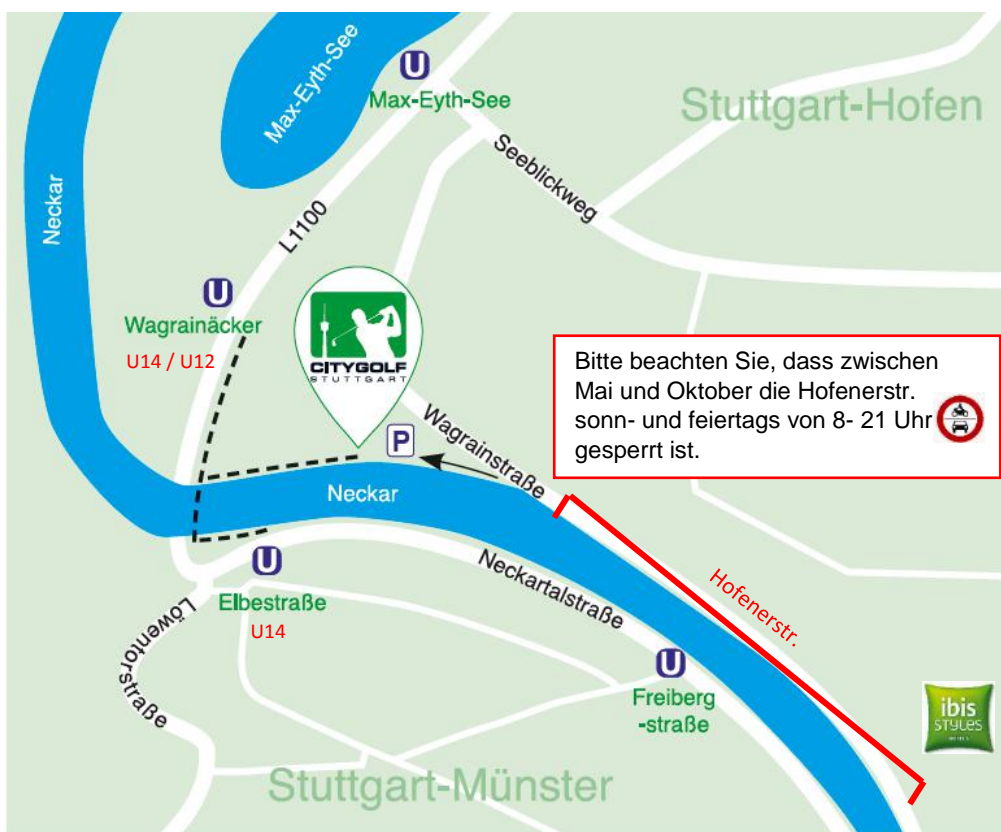 Max-Eyth-See
U
Max-Eyth-See
Stuttgart-Hofen
Seeblickweg
Neckar
L1100
U
Wagrainäcker
U14 / U12
CITYGOLF
STUTTGART
Bitte beachten Sie, dass zwischen
Mai und Oktober die Hofenerstr.
sonn- und feiertags von 8- 21 Uhr
gesperrt ist.
Wagrainstraße
P
Neckar
U
Elbestraße
U14
Neckartalstraße
Hofenerstr.
Löwentorstraße
U
Freiberg
-straße
ibis
STYLES
HOTELS
Stuttgart-Münster